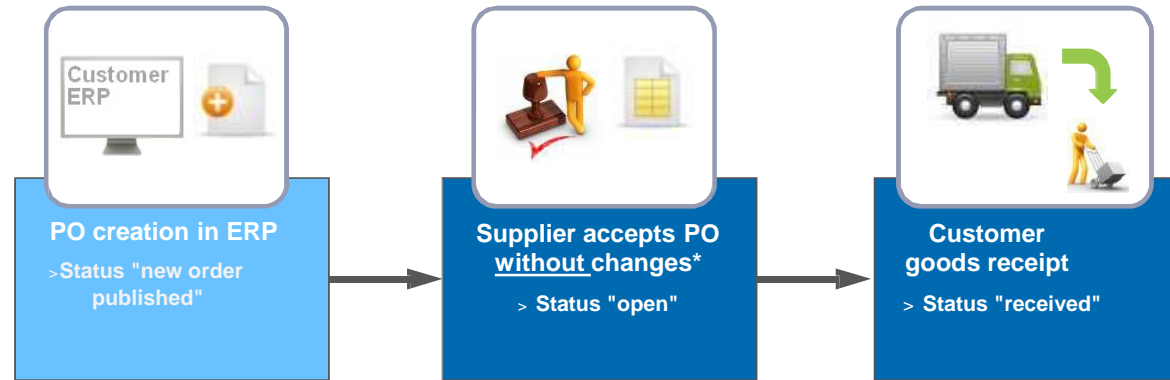 Customer
ERP
PO creation in ERP
>Status "new order
published"
Supplier accepts PO
without changes*
> Status "open"
Customer
goods receipt
> Status "received"